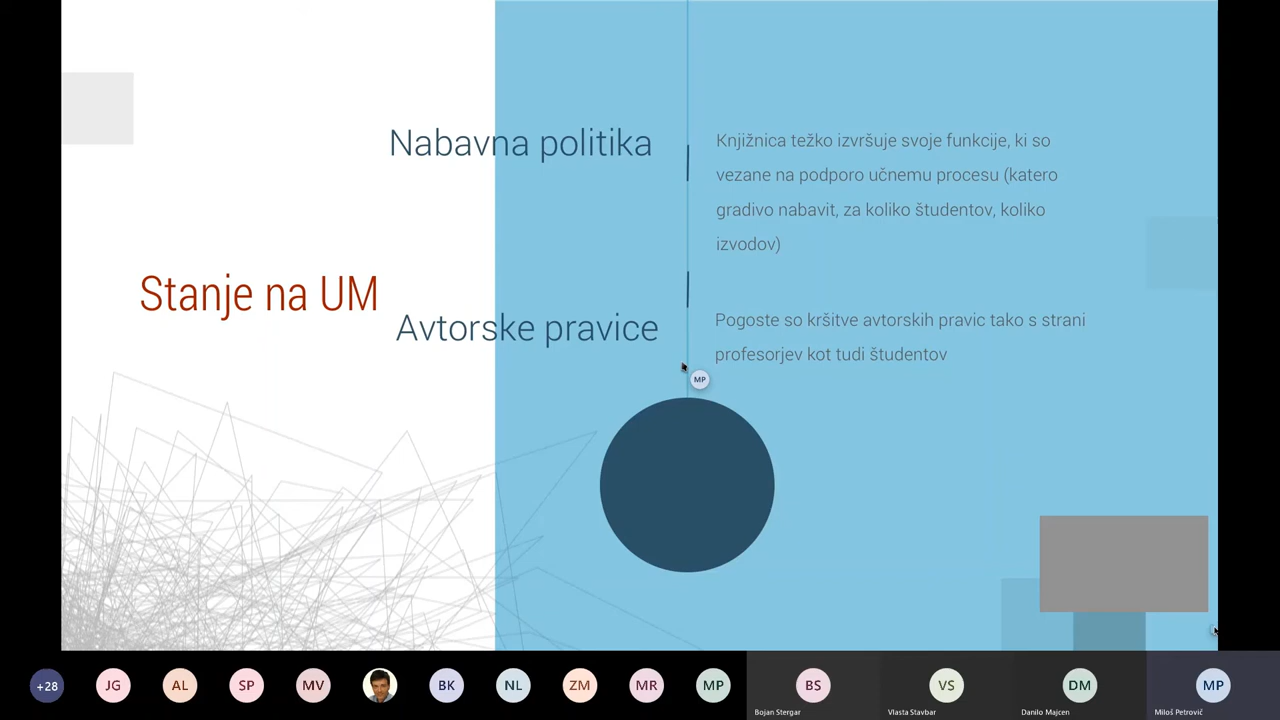 Nabavna politika
Knjižnica težko izvršuje svoje funkcije, ki so
vezane na podporo učnemu procesu (katero
gradivo nabavit, za koliko študentov, koliko
izvodov)
Stanje na UM
Avtorske pravice
Pogoste so kršitve avtorskih pravic tako s strani
profesorjev kot tudi študentov
MP
+28
JG
AL
SP
MV
BK
NL
ZM
MR
MP
BS
VS
DM
MP
Bojan Stergar
Vlasta Stavbar
Danilo Majcen
Miloš Petrovič